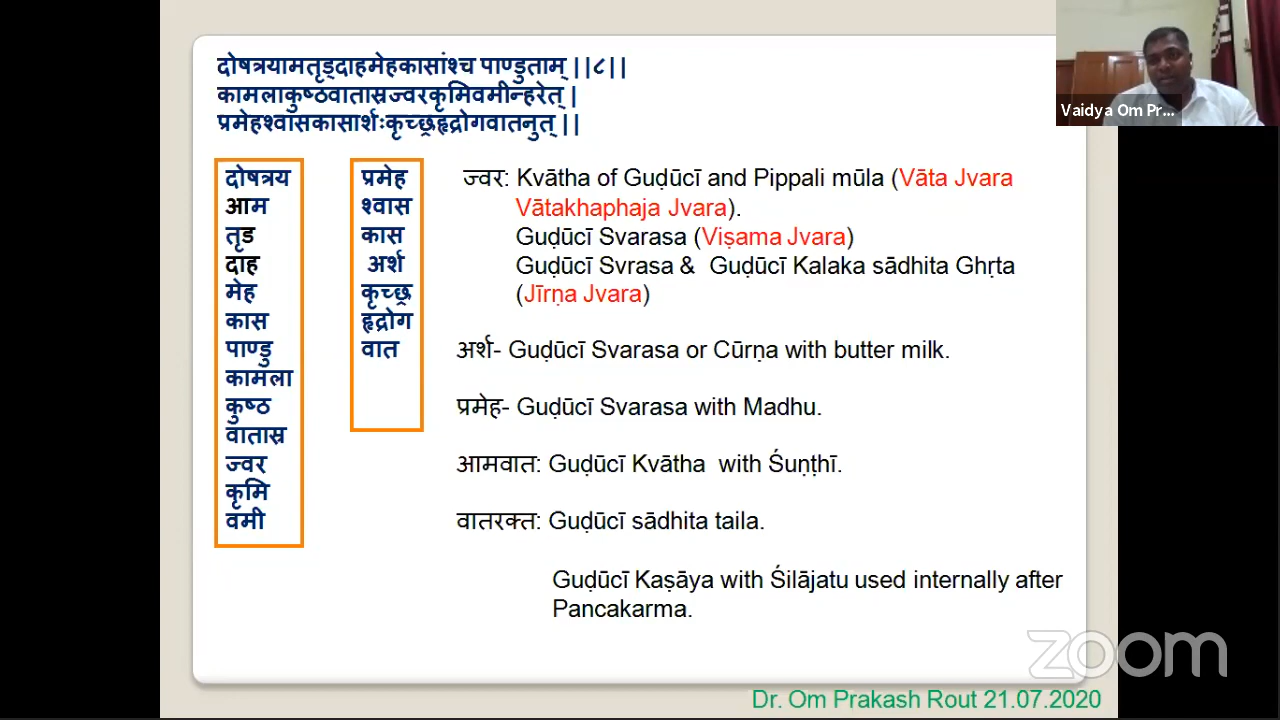 दोषत्रयामतृड्दाहमेहकासांश्च पाण्डुताम् ||८||
कामलाकुष्ठवातास्रज्वरकृमिवमीन्हरेत् |
प्रमेहश्वासकासार्शःकृच्छ्रहृद्रोगवातनुत् ||
दोषत्रय
आम
तृड
दाह
मेह
कास
पाण्डु
कामला
कुष्ठ
वातास्र
ज्वर
कृमि
वमी
प्रमेह
श्वास
कास
अर्श
कृच्छ्र
हृद्रोग
वात
ज्वर: Kvātha of Guḍūcī and Pippali mūla (Vāta Jvara
Vātakhaphaja Jvara).
Guḍūcī Svarasa (Viṣama Jvara)
Guḍūcī Svrasa & Guḍūcī Kalaka sādhita Ghṛta
(Jīrṇa Jvara)
अर्श- Guḍūcī Svarasa or Cūrṇa with butter milk.
प्रमेह- Guḍūcī Svarasa with Madhu.
आमवात: Guḍūcī Kvātha with Śuṇṭhī.
वातरक्त: Guḍūcī sādhita taila.
Guḍūcī Kaṣāya with Śilājatu used internally after
Pancakarma.
Vaidya Om Pr...
zoom
Dr. Om Prakash Rout 21.07.2020